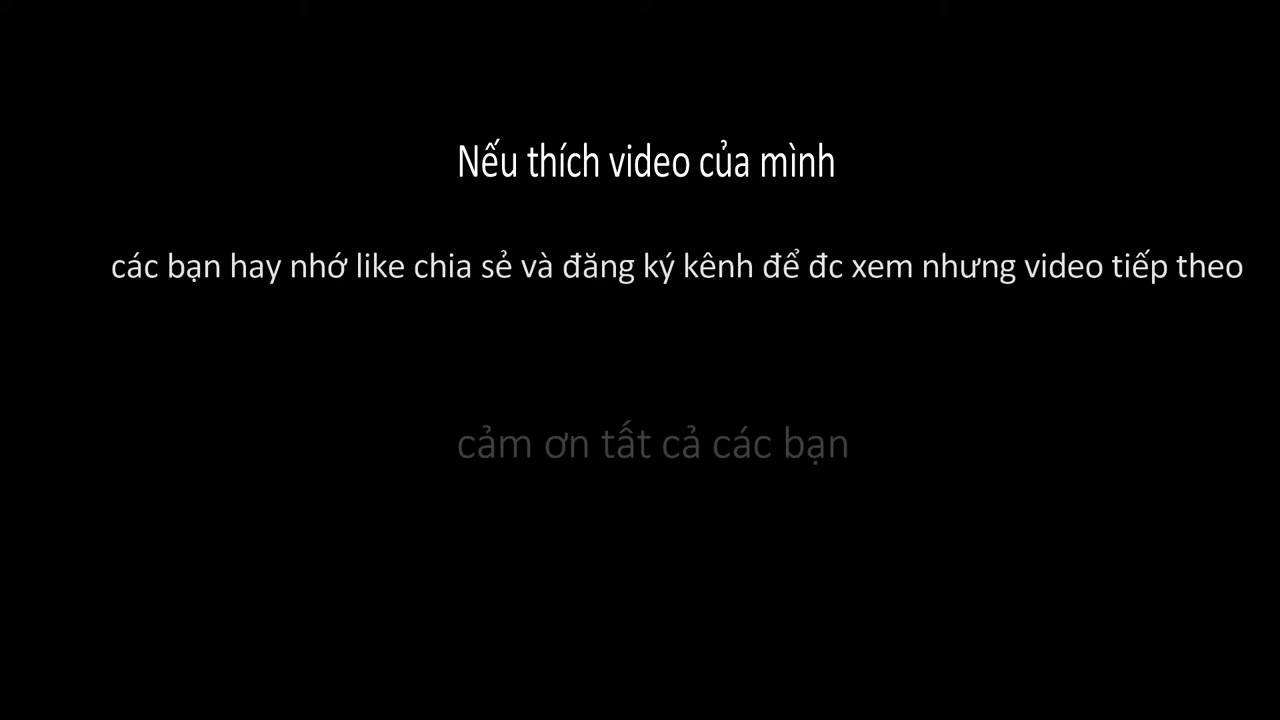 Nếu thích video của mình
các bạn hay nhớ like chia sẻ và đăng ký kênh để đc xem nhưng video tiếp theo
cảm ơn tất cả các bạn